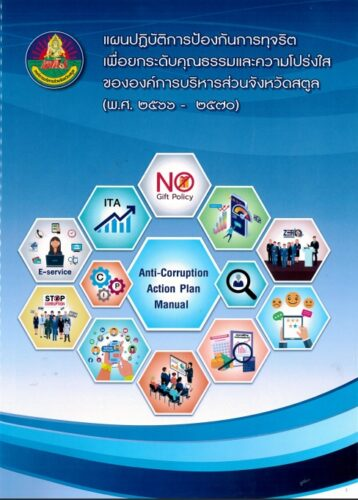 แผนปฏิบัติการป้องกันการทุจริต
เพื่อยกระดับคุณธรรมและความโปร่งใส
ขององค์การบริหารส่วนจังหวัดสตูล
(พ.ศ. ๒๕๖๖ - ๒๕๗๐)
NO
Gift Policy
ITA
E-service
C
P
I
Anti-Corruption
Action Plan
Manual
STOP
CORRUPTION